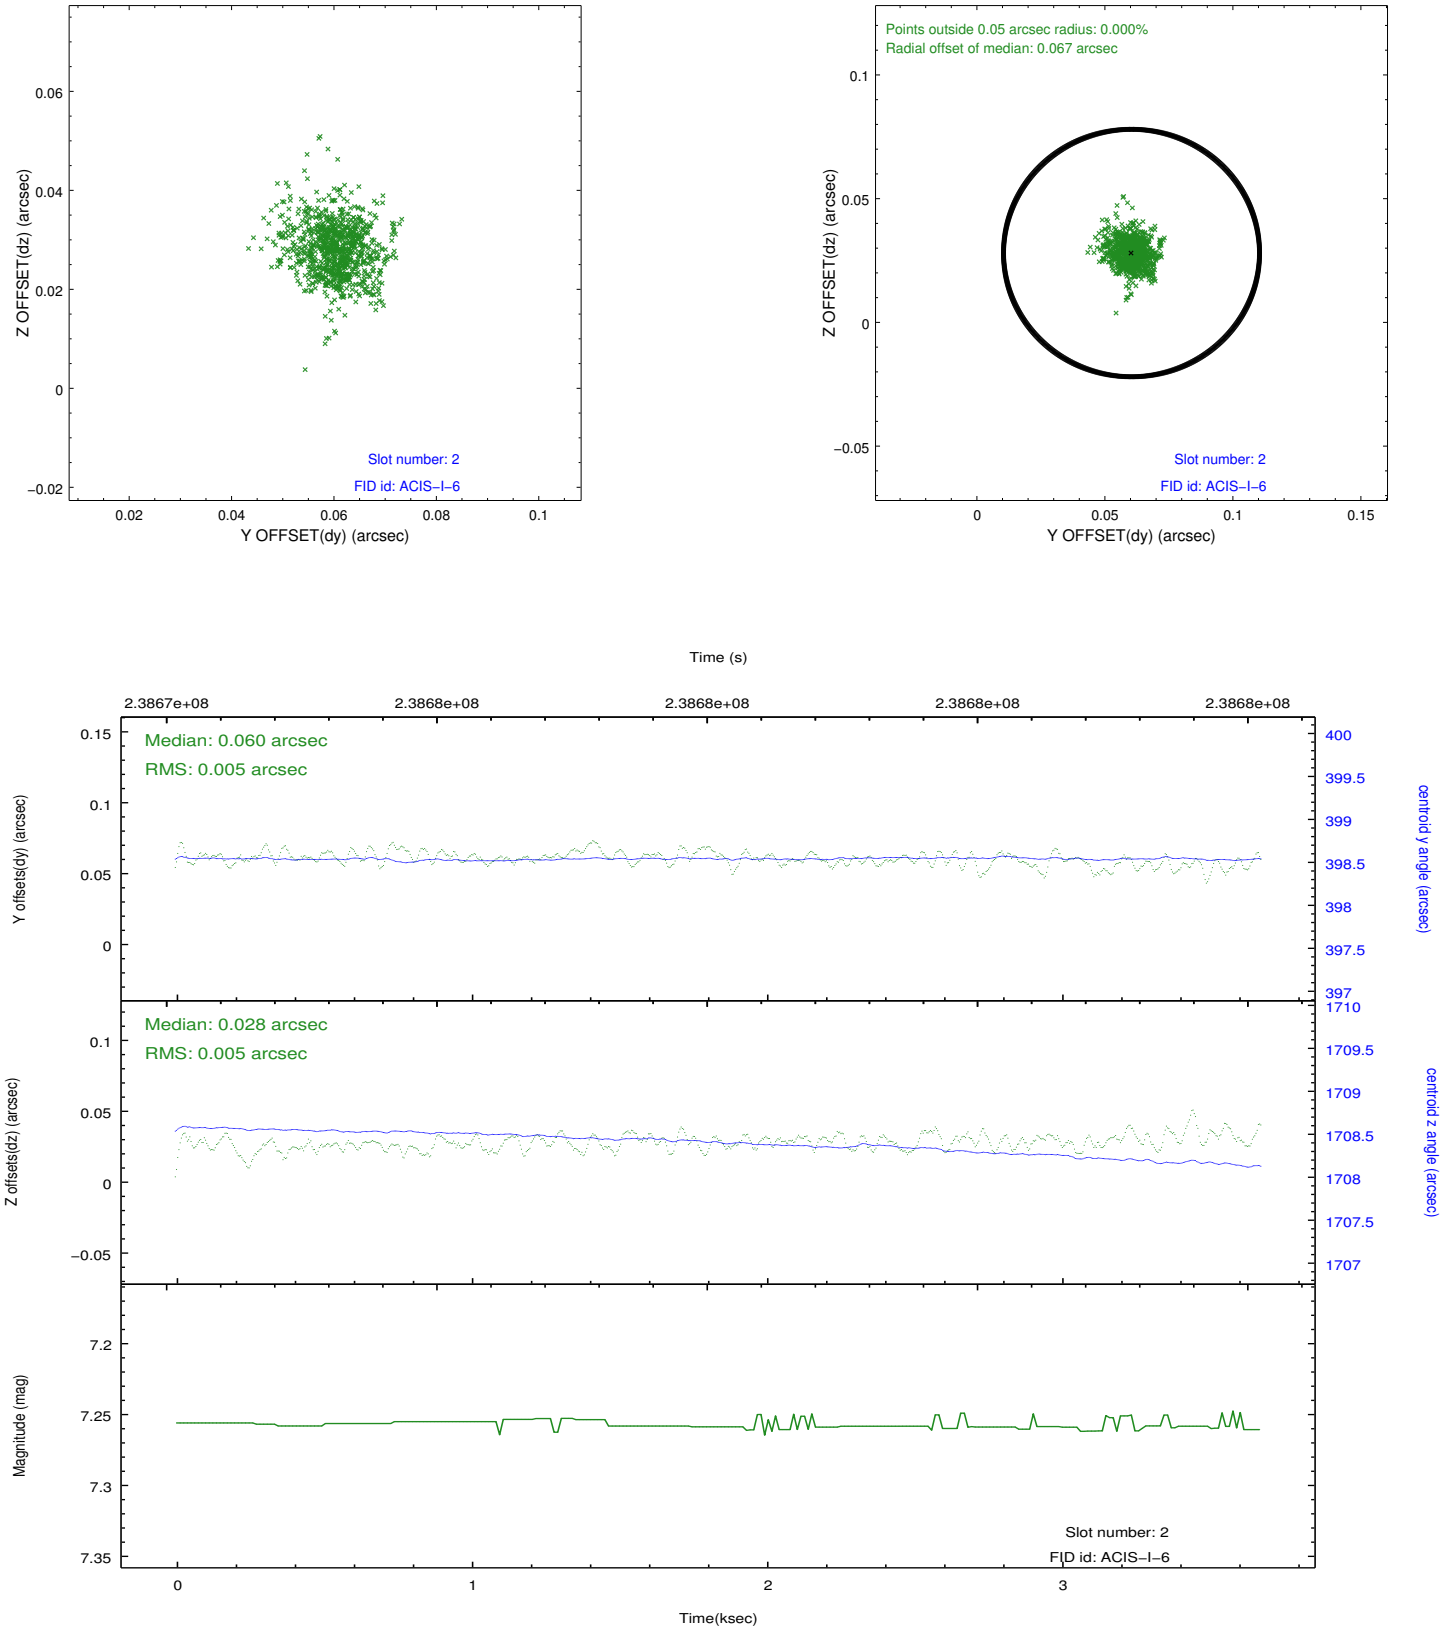 0.06
0.04
0.02
0
−0.02
Z OFFSET(dz) (arcsec)
Slot number: 2
FID id: ACIS−I−6
0.02 0.04 0.06 0.08 0.1
Y OFFSET(dy) (arcsec)
Points outside 0.05 arcsec radius: 0.000%
Radial offset of median: 0.067 arcsec
0.1
0.05
0
−0.05
Z OFFSET(dz) (arcsec)
Slot number: 2
FID id: ACIS−I−6
0 0.05 0.1 0.15
Y OFFSET(dy) (arcsec)
Time (s)
2.3867e+08 2.3868e+08 2.3868e+08 2.3868e+08 2.3868e+08
Median: 0.060 arcsec
RMS: 0.005 arcsec
0.15
0.1
0.05
0
Y offsets(dy) (arcsec)
400
399.5
399
398.5
398
397.5
397
centroid y angle (arcsec)
Median: 0.028 arcsec
RMS: 0.005 arcsec
0.1
0.05
0
−0.05
Z offsets(dz) (arcsec)
1710
1709.5
1709
1708.5
1708
1707.5
1707
centroid z angle (arcsec)
7.2
7.25
7.3
7.35
Magnitude (mag)
Slot number: 2
FID id: ACIS−I−6
0 1 2 3
Time(ksec)